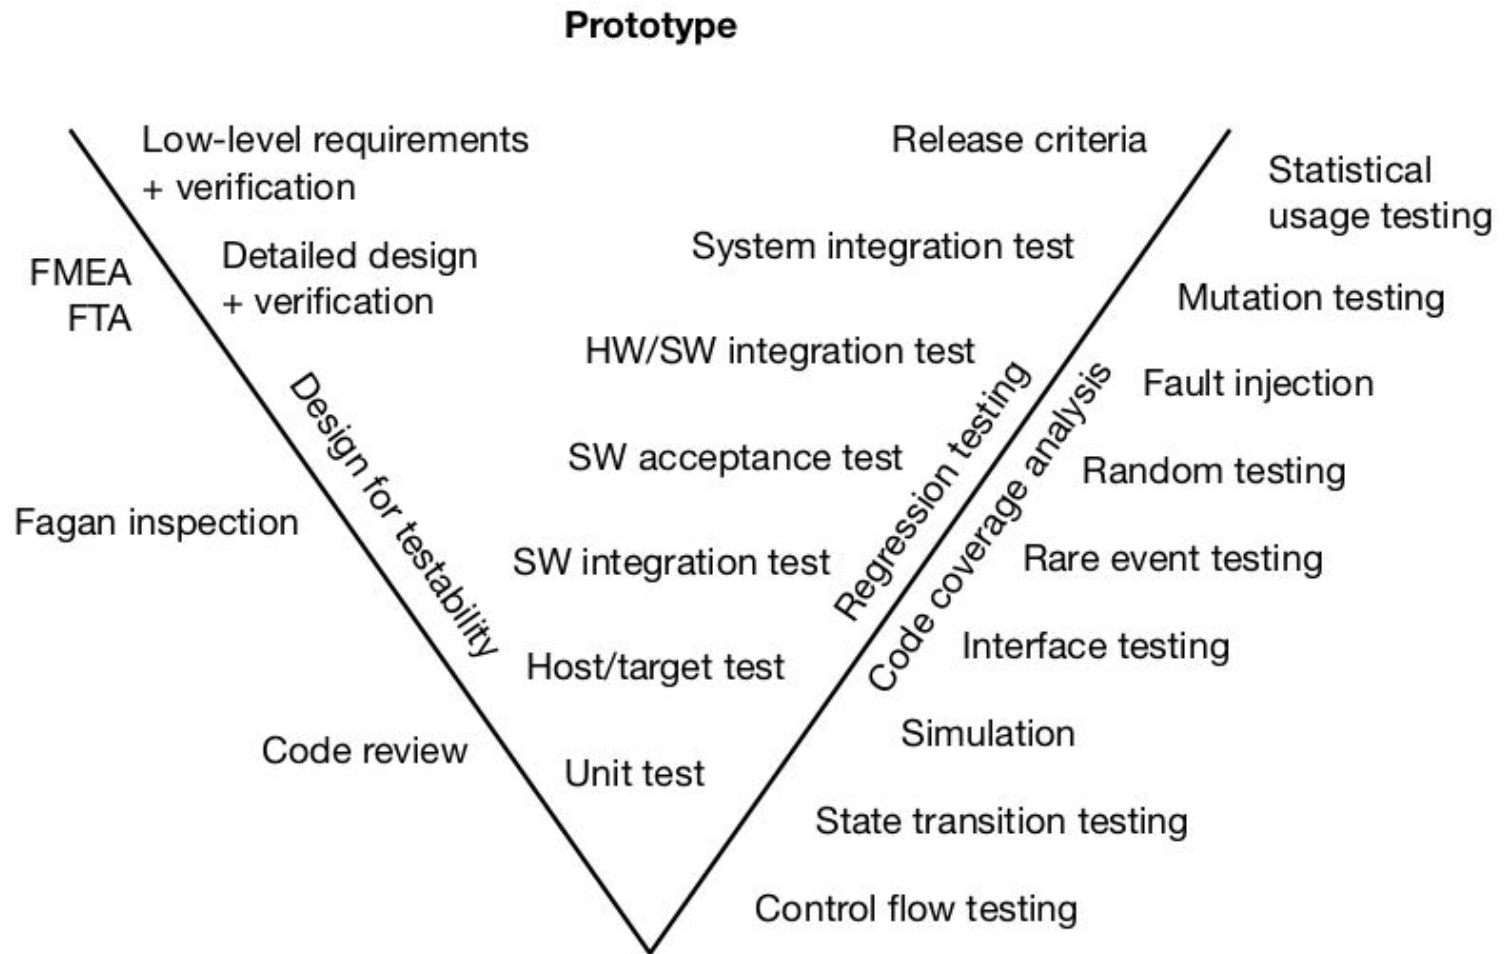 Prototype
Low-level requirements
+ verification
Release criteria
Statistical
usage testing
Detailed design
+ verification
System integration test
FMEA
FTA
Mutation testing
HW/SW integration test
Fault injection
Design for testability
Regression testing
Code coverage analysis
SW acceptance test
Random testing
Fagan inspection
SW integration test
Rare event testing
Host/target test
Interface testing
Code review
Unit test
Simulation
State transition testing
Control flow testing